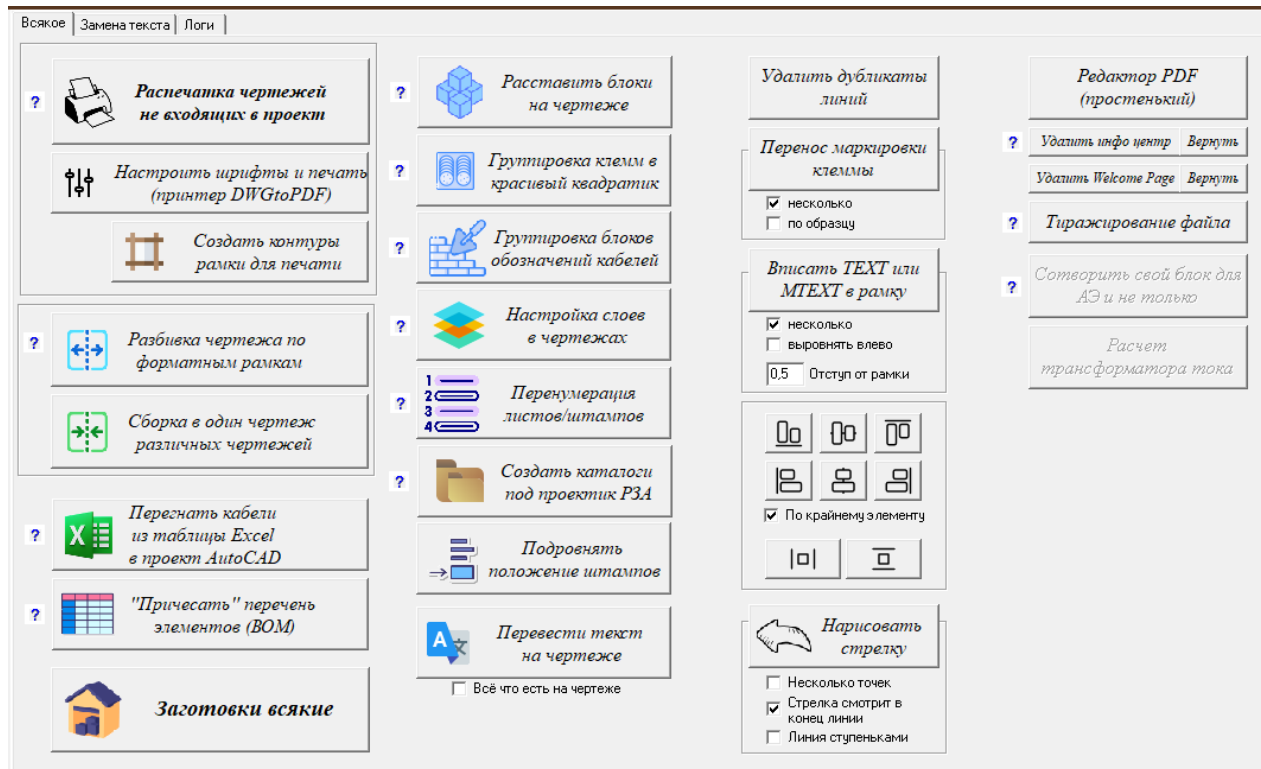 Всякое
Замена текста
Логи
?
Распечатка чертежей
не входящих в проект
Настроить шрифты и печать
(принтер DWGtoPDF)
Создать контуры
рамки для печати
?
Разбивка чертежа по
форматным рамкам
Сборка в один чертеж
различных чертежей
?
Перегнать кабели
из таблицы Excel
в проект AutoCAD
?
"Причесать" перечень
элементов (BOM)
Заготовки всякие
?
Расставить блоки
на чертеже
?
Группировка клемм в
красивый квадратик
?
Группировка блоков
обозначений кабелей
?
Настройка слоев
в чертежах
?
1
2
3
4
Перенумерация
листов/штампов
?
Создать каталоги
под проектик РЗА
Подровнять
положение штампов
A
Перевести текст
на чертеже
Всё что есть на чертеже
Удалить дубликаты
линий
Перенос маркировки
клеммы
несколько
по образцу
Вписать TEXT или
MTEXT в рамку
несколько
выровнять влево
0,5 Отступ от рамки
По крайнему элементу
Нарисовать
стрелку
Несколько точек
Стрелка смотрит в
конец линии
Линия ступеньками
Редактор PDF
(простенький)
?
Удалить инфо центр
Вернуть
Удалить Welcome Page
Вернуть
?
Тиражирование файла
?
Сотворить свой блок для
АЭ и не только
Расчет
трансформатора тока